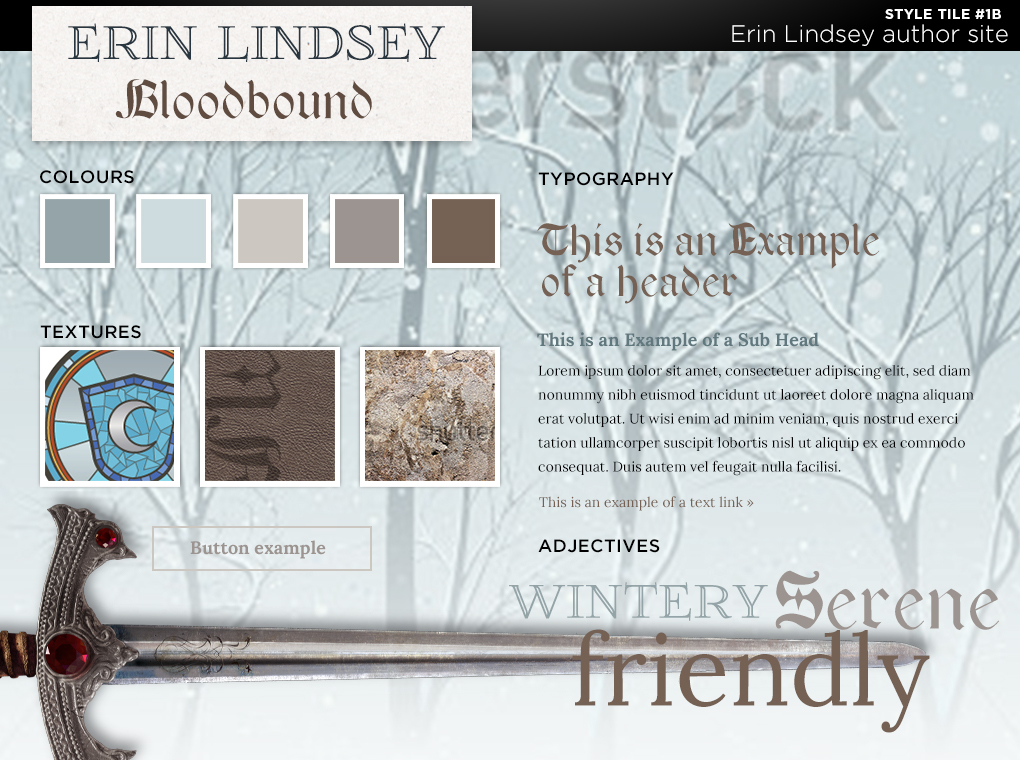 STYLE TILE #1B
Erin Lindsey author site
ERIN LINDSEY
Bloodbound
COLOURS
TEXTURES
shutter
Button example
TYPOGRAPHY
This is an Example
of a header
This is an Example of a Sub Head
Lorem ipsum dolor sit amet, consectetuer adipiscing elit, sed diam
nonummy nibh euismod tincidunt ut laoreet dolore magna aliquam
erat volutpat. Ut wisi enim ad minim veniam, quis nostrud exerci
tation ullamcorper suscipit lobortis nisl ut aliquip ex ea commodo
consequat. Duis autem vel feugait nulla facilisi.
This is an example of a text link »
ADJECTIVES
WINTERY Serene
friendly